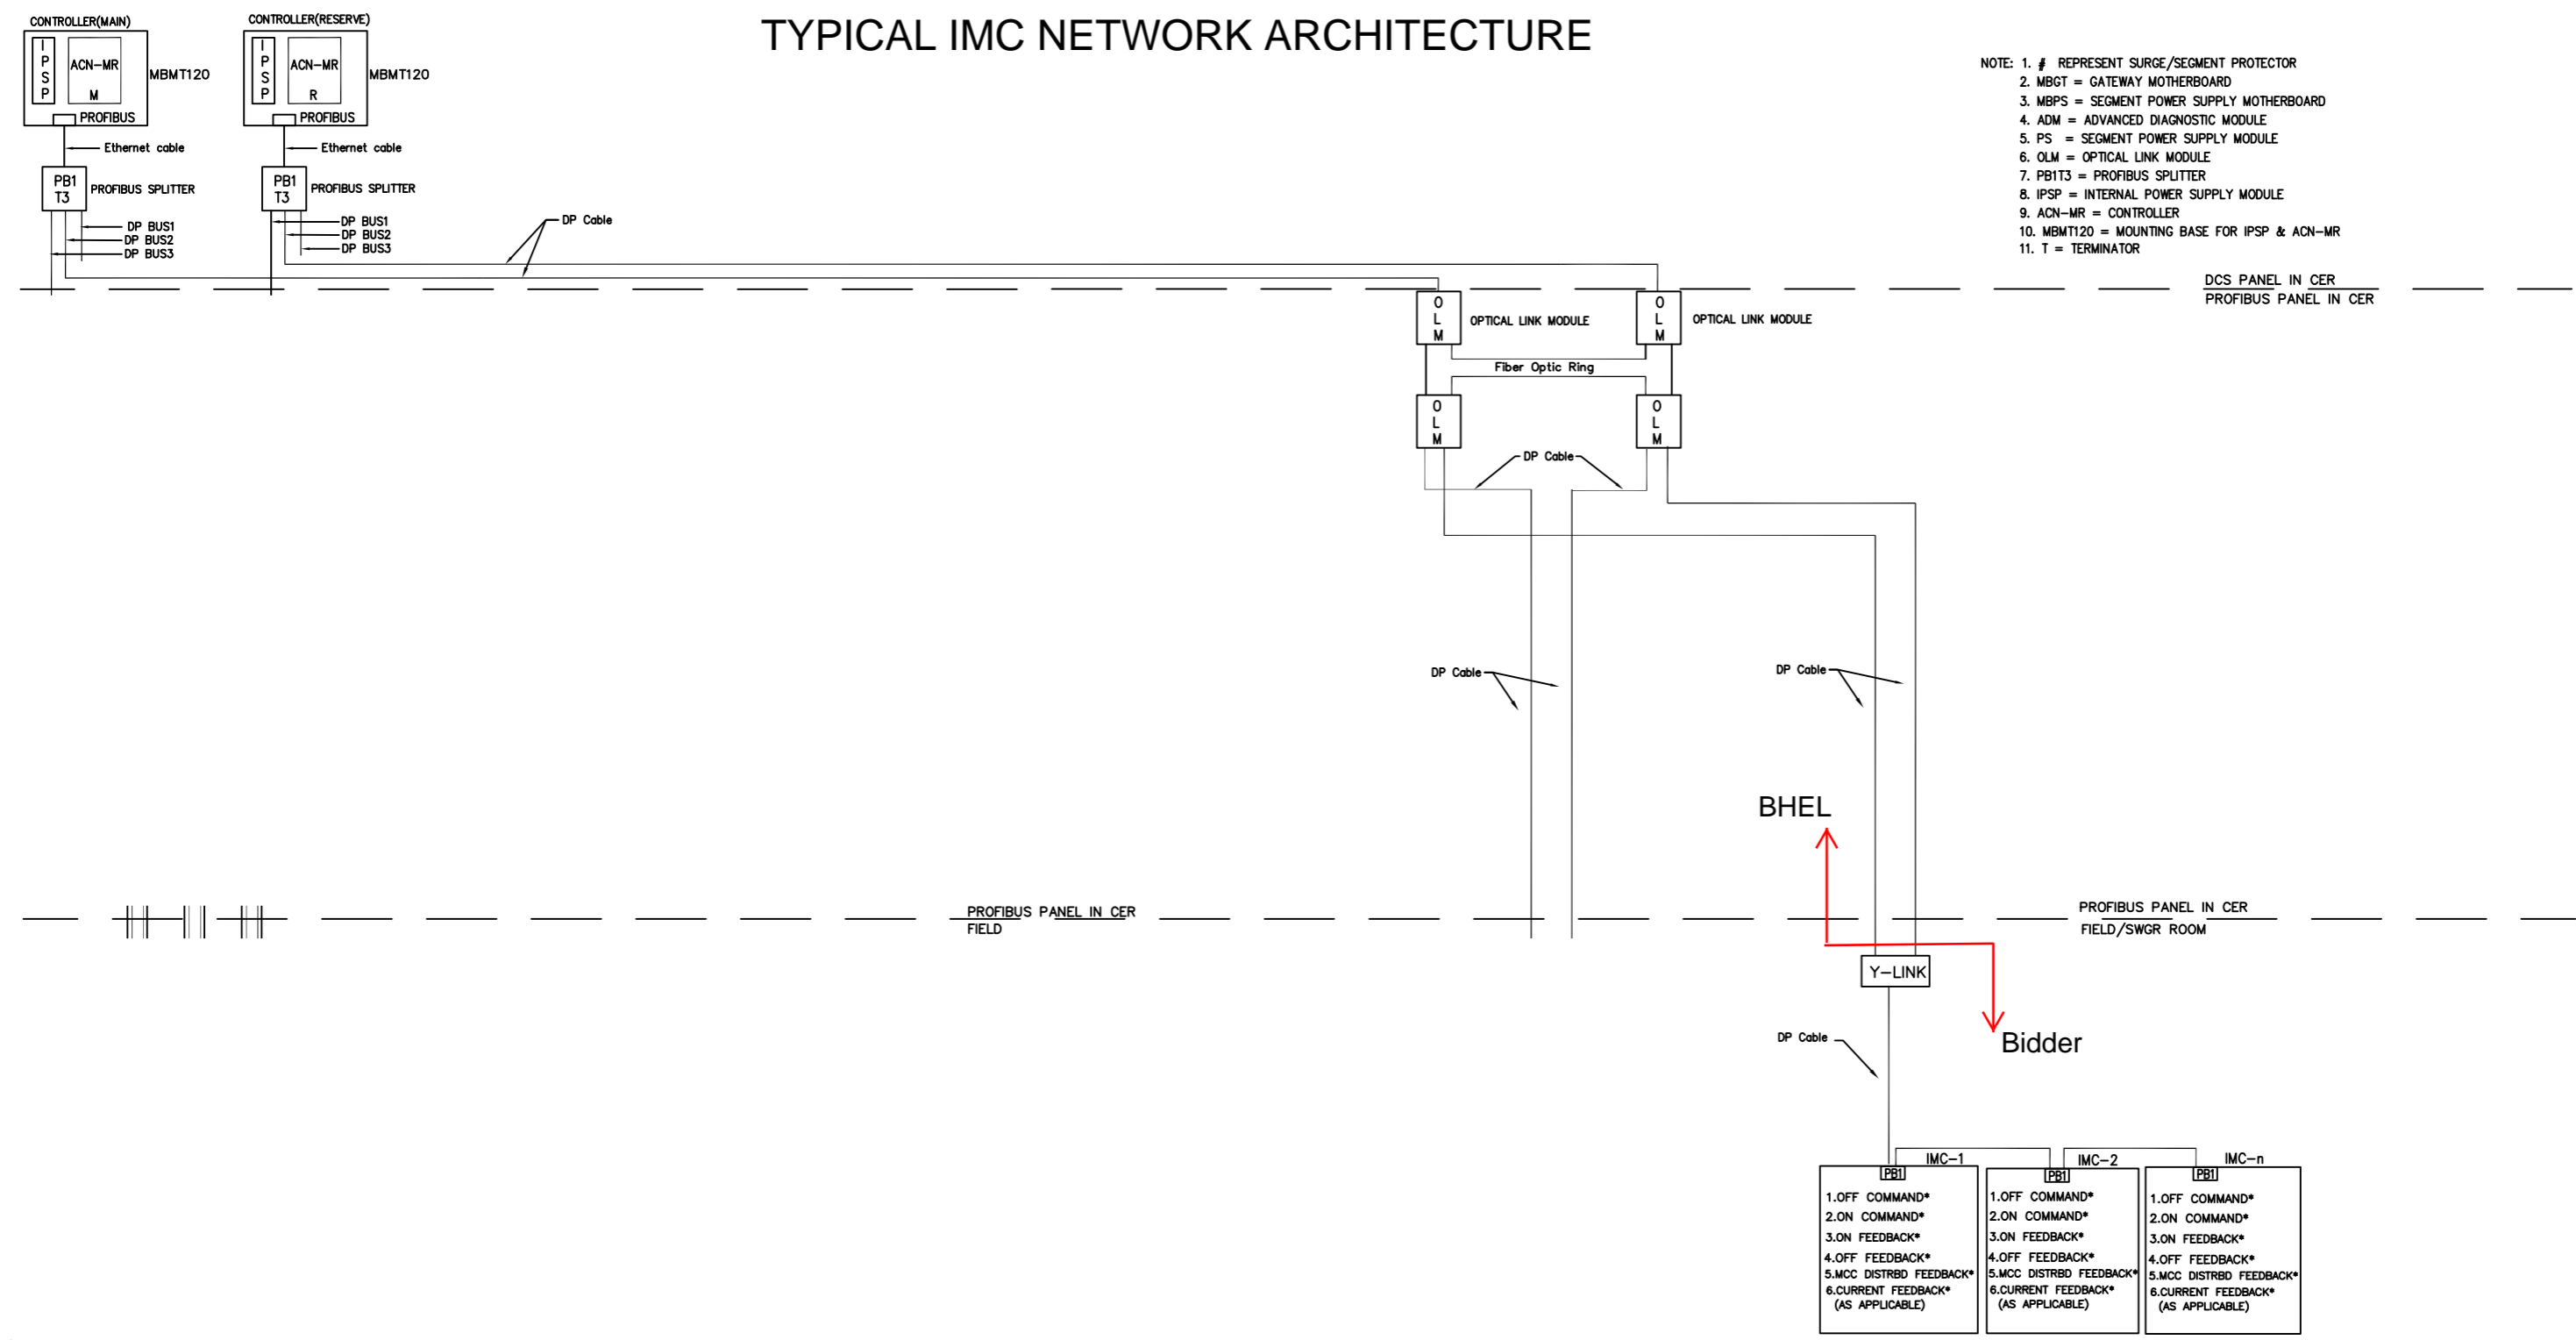 TYPICAL IMC NETWORK ARCHITECTURE
CONTROLLER(MAIN)
I
P
S
P
ACN-MR
M
MBMT120
PROFIBUS
Ethernet cable
PB1
T3
PROFIBUS SPLITTER
DP BUS1
DP BUS2
DP BUS3
CONTROLLER(RESERVE)
I
P
S
P
ACN-MR
R
MBMT120
PROFIBUS
Ethernet cable
PB1
T3
PROFIBUS SPLITTER
DP BUS1
DP BUS2
DP BUS3
DP Cable
NOTE: 1. # REPRESENT SURGE/SEGMENT PROTECTOR
2. MBGT = GATEWAY MOTHERBOARD
3. MBPS = SEGMENT POWER SUPPLY MOTHERBOARD
4. ADM = ADVANCED DIAGNOSTIC MODULE
5. PS = SEGMENT POWER SUPPLY MODULE
6. OLM = OPTICAL LINK MODULE
7. PB1T3 = PROFIBUS SPLITTER
8. IPSP = INTERNAL POWER SUPPLY MODULE
9. ACN-MR = CONTROLLER
10. MBMT120 = MOUNTING BASE FOR IPSP & ACN-MR
11. T = TERMINATOR
DCS PANEL IN CER
PROFIBUS PANEL IN CER
O
L
M
OPTICAL LINK MODULE
O
L
M
OPTICAL LINK MODULE
Fiber Optic Ring
O
L
M
O
L
M
DP Cable
DP Cable
DP Cable
BHEL
PROFIBUS PANEL IN CER
FIELD
PROFIBUS PANEL IN CER
FIELD/SWGR ROOM
Y-LINK
Bidder
DP Cable
IMC-1
PB1
1.OFF COMMAND*
2.ON COMMAND*
3.ON FEEDBACK*
4.OFF FEEDBACK*
5.MCC DISTRBD FEEDBACK*
6.CURRENT FEEDBACK*
(AS APPLICABLE)
IMC-2
PB1
1.OFF COMMAND*
2.ON COMMAND*
3.ON FEEDBACK*
4.OFF FEEDBACK*
5.MCC DISTRBD FEEDBACK*
6.CURRENT FEEDBACK*
(AS APPLICABLE)
IMC-n
PB1
1.OFF COMMAND*
2.ON COMMAND*
3.ON FEEDBACK*
4.OFF FEEDBACK*
5.MCC DISTRBD FEEDBACK*
6.CURRENT FEEDBACK*
(AS APPLICABLE)